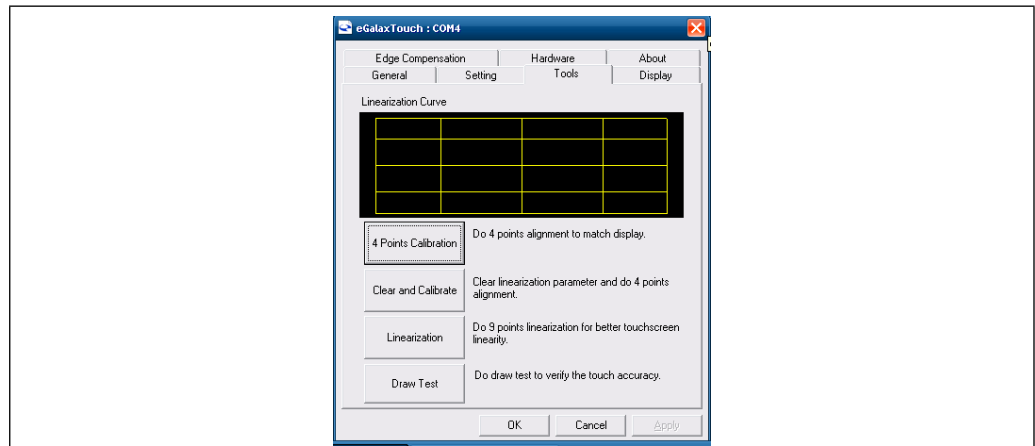 eGalaxTouch : COM4
Edge Compensation Hardware About
General Setting Tools Display
Linearization Curve
4 Points Calibration Do 4 points alignment to match display.
Clear and Calibrate Clear linearization parameter and do 4 points
alignment.
Linearization Do 9 points linearization for better touchscreen
linearity.
Draw Test Do draw test to verify the touch accuracy.
OK Cancel Apply